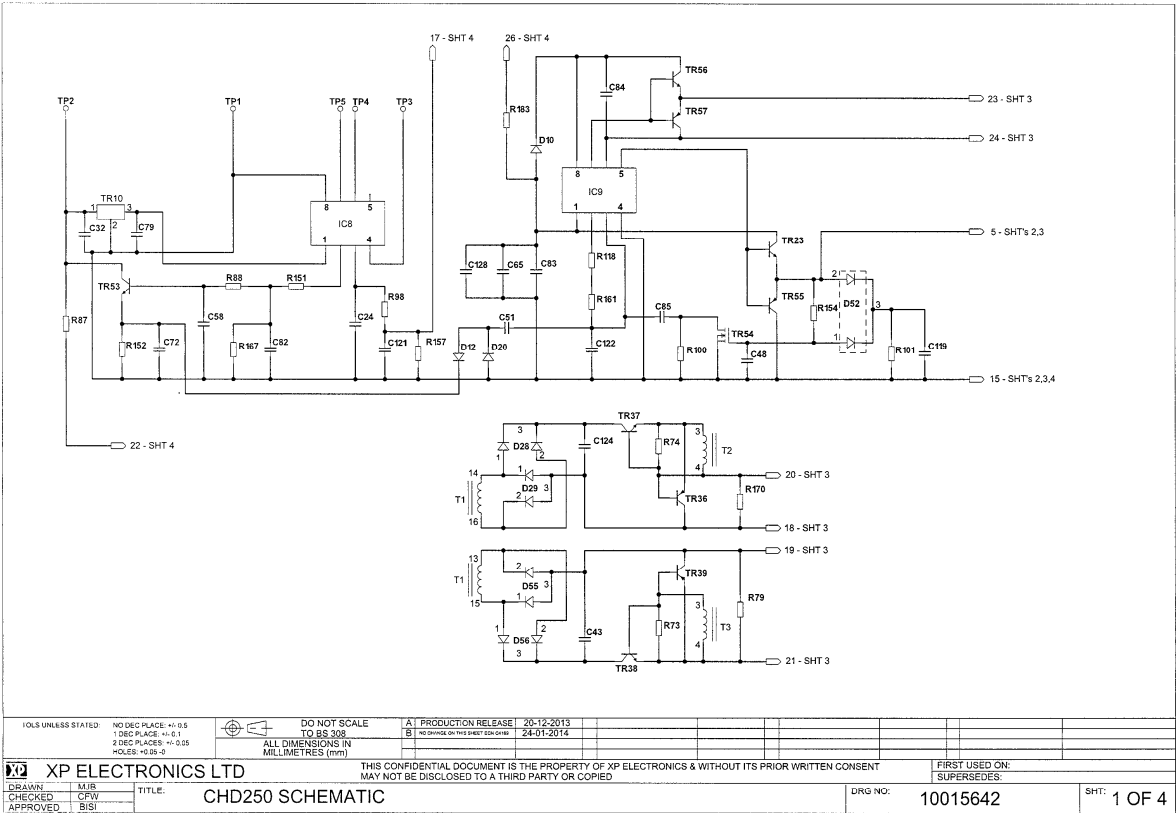 17 - SHT 4
26 - SHT 4
TR56
C84
23 - SHT 3
TP2
TP1
TP5 TP4
TP3
R183
TR57
D10
24 - SHT 3
8 5
IC9
1 4
TR10
1 3
2
C32
C79
8 5
IC8
1 4
5 - SHT's 2,3
TR23
R118
C128
C65
C83
TR53
R88
R151
R98
R161
C85
TR55
2
D52
3
R154
1
R87
C58
C24
C51
TR54
R152
C72
R167
C82
C121
R157
D12
D20
C122
R100
C48
R101
C119
15 - SHT's 2,3,4
22 - SHT 4
TR37
3
D28
1 2
C124
R74
3
T2
4
14
1
D29
2 3
T1
16
20 - SHT 3
TR36
R170
18 - SHT 3
19 - SHT 3
13
2
D55
1 3
T1
15
TR39
R79
3
T3
4
R73
1 2
D56
3
C43
TR38
21 - SHT 3
TOLS UNLESS STATED:
NO DEC PLACE: +/- 0.5
1 DEC PLACE: +/- 0.1
2 DEC PLACES: +/- 0.05
HOLES: +0.05 -0
DO NOT SCALE
TO BS 308
ALL DIMENSIONS IN
MILLIMETRES (mm)
A PRODUCTION RELEASE 20-12-2013
B NO CHANGE ON THIS SHEET ECN 24-01-2014
XP XP ELECTRONICS LTD
THIS CONFIDENTIAL DOCUMENT IS THE PROPERTY OF XP ELECTRONICS & WITHOUT ITS PRIOR WRITTEN CONSENT
MAY NOT BE DISCLOSED TO A THIRD PARTY OR COPIED
FIRST USED ON:
SUPERSEDES:
DRAWN MJB
CHECKED CFW
APPROVED BISI
TITLE:
CHD250 SCHEMATIC
DRG NO:
10015642
SHT:
1 OF 4